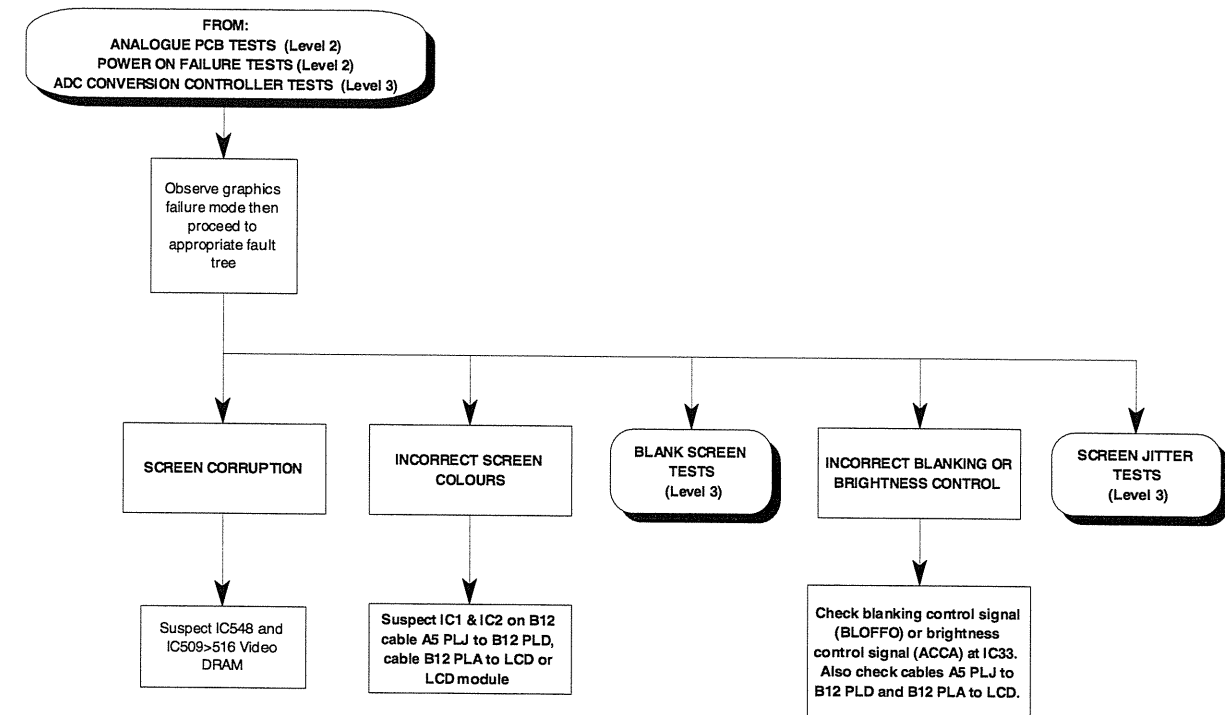 FROM:
ANALOGUE PCB TESTS (Level 2)
POWER ON FAILURE TESTS (Level 2)
ADC CONVERSION CONTROLLER TESTS (Level 3)
Observe graphics
failure mode then
proceed to
appropriate fault
tree
SCREEN CORRUPTION
INCORRECT SCREEN
COLOURS
BLANK SCREEN
TESTS
(Level 3)
INCORRECT BLANKING OR
BRIGHTNESS CONTROL
SCREEN JITTER
TESTS
(Level 3)
Suspect IC548 and
IC509>516 Video
DRAM
Suspect IC1 & IC2 on B12
cable A5 PLJ to B12 PLD,
cable B12 PLA to LCD or
LCD module
Check blanking control signal
(BLOFFO) or brightness
control signal (ACCA) at IC33.
Also check cables A5 PLJ to
B12 PLD and B12 PLA to LCD.